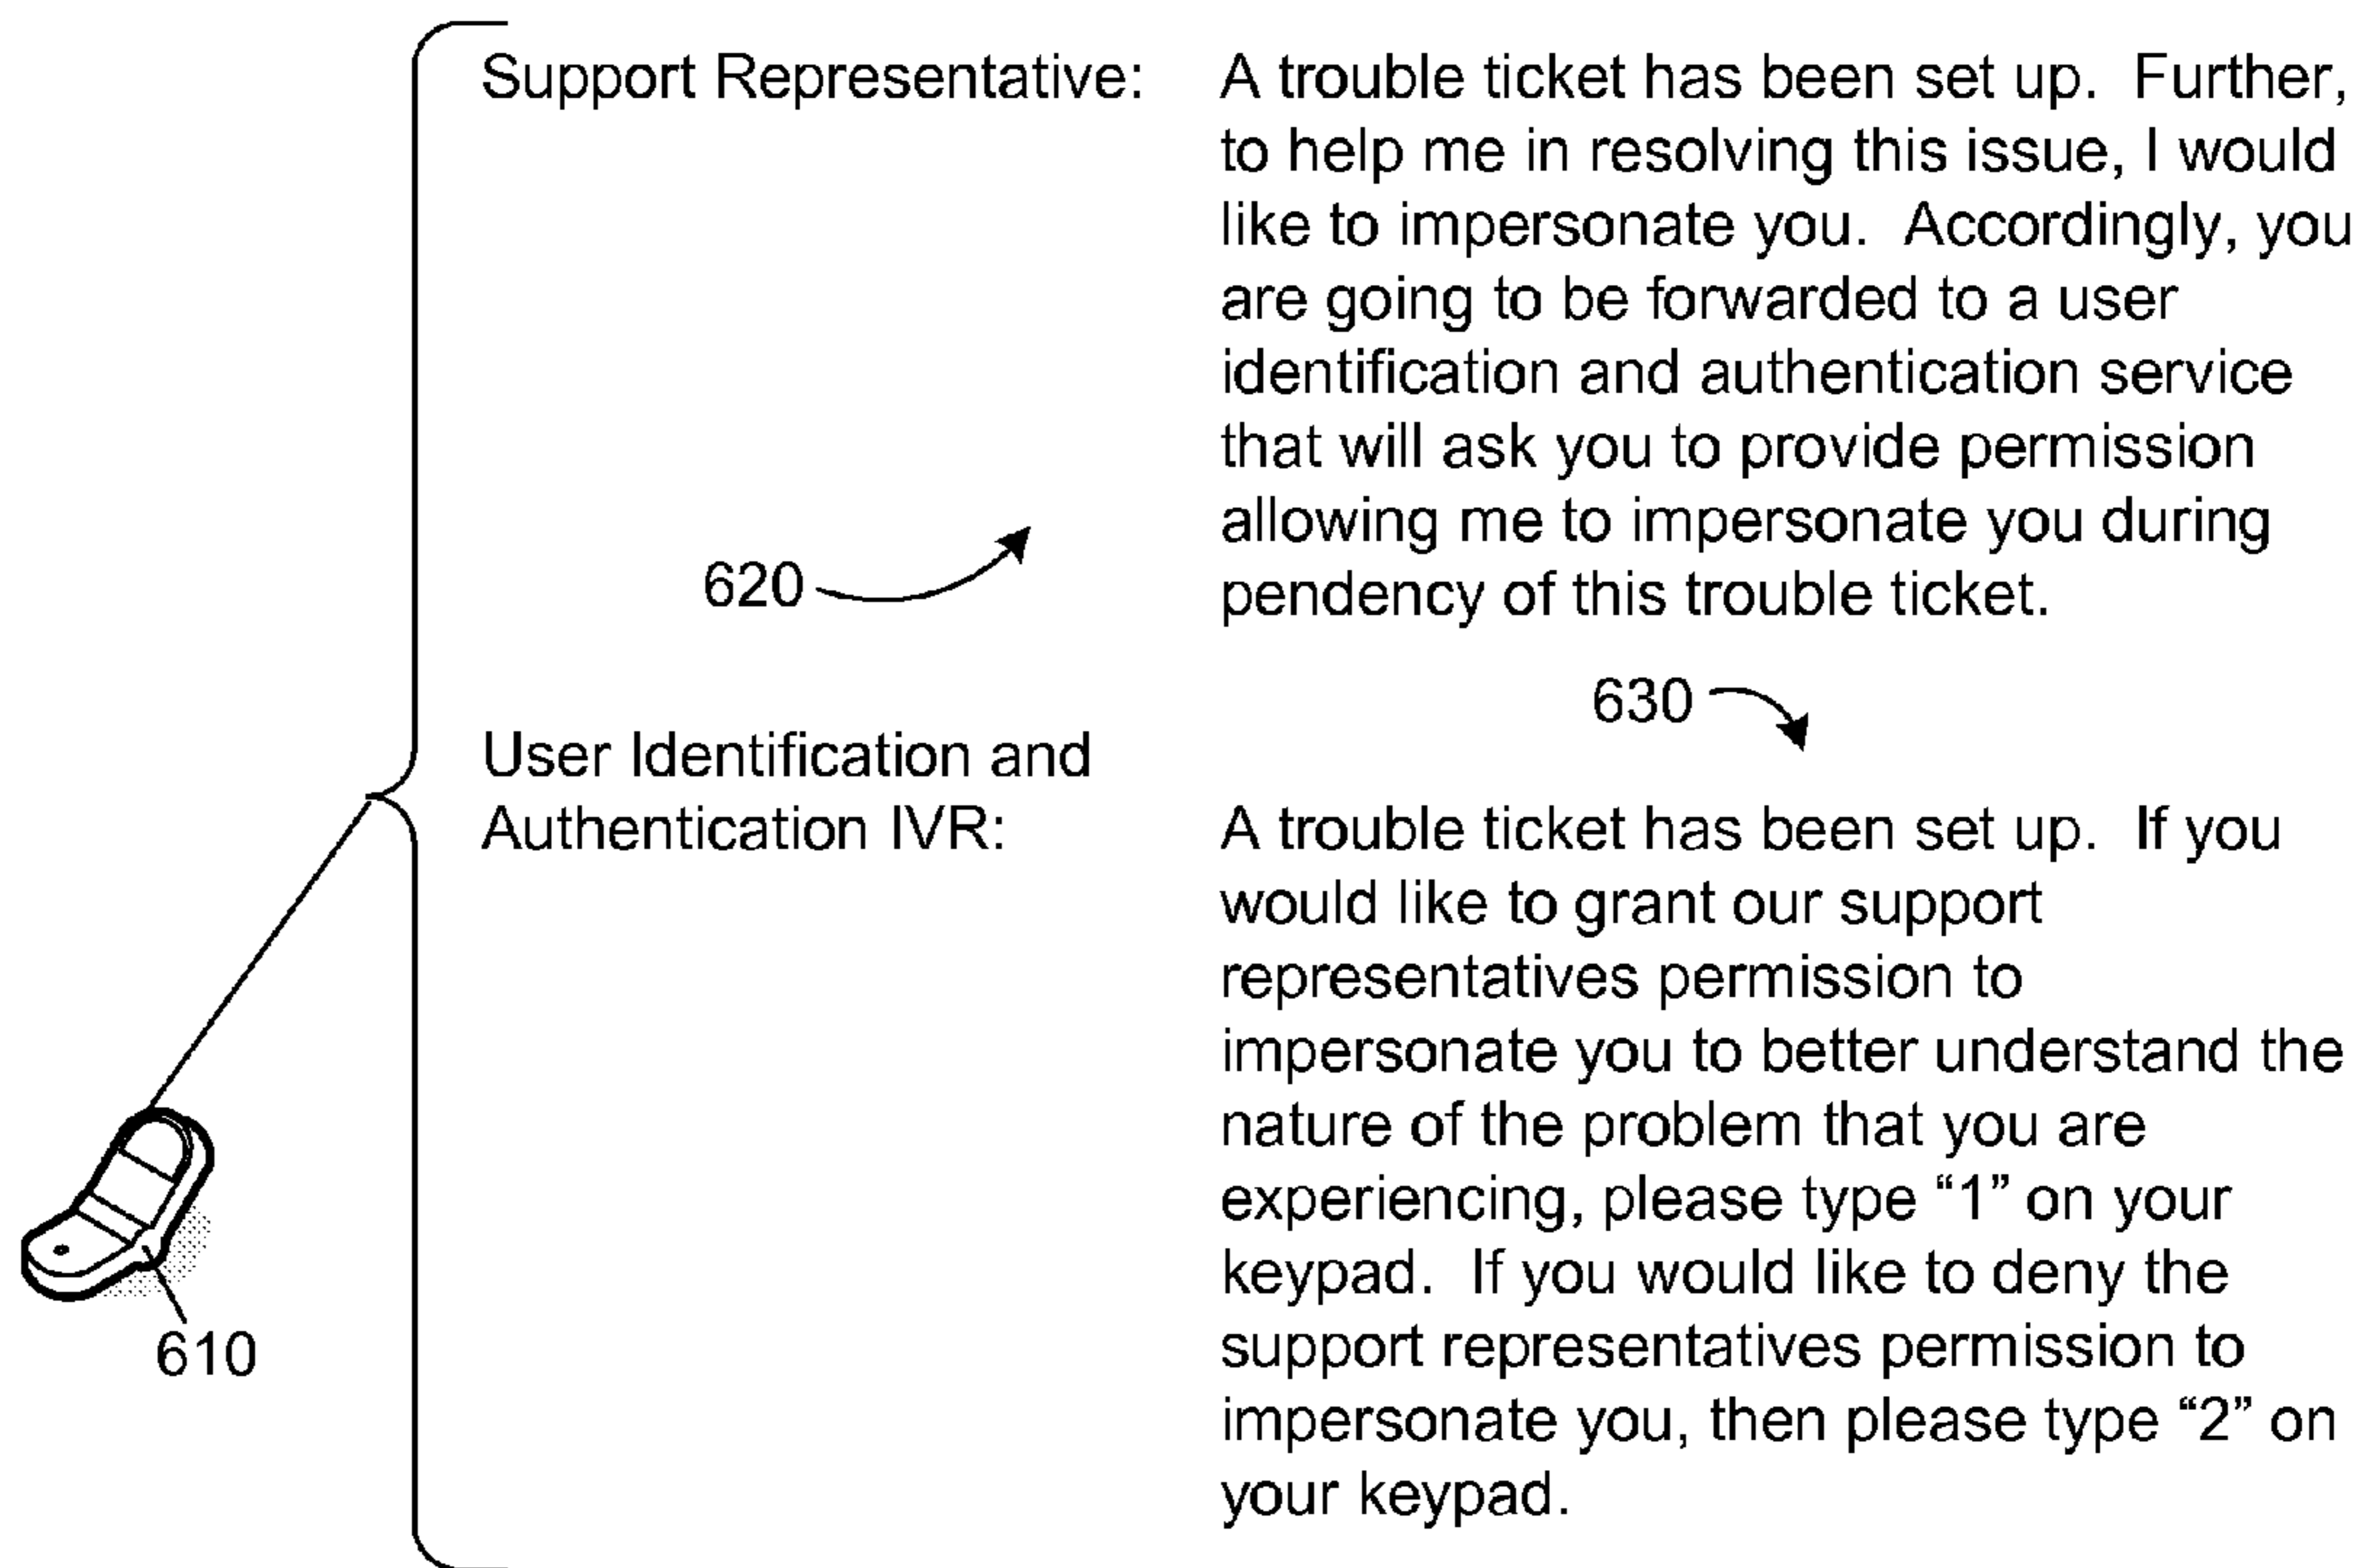 Support Representative: A trouble ticket has been set up. Further,
to help me in resolving this issue, I would
like to impersonate you. Accordingly, you
are going to be forwarded to a user
identification and authentication service
that will ask you to provide permission
allowing me to impersonate you during
620
pendency of this trouble ticket.
630
User Identification and
Authentication IVR: A trouble ticket has been set up. If you
would like to grant our support
representatives permission to
impersonate you to better understand the
nature of the problem that you are
experiencing, please type “1” on your
keypad. If you would like to deny the
support representatives permission to
610
impersonate you, then please type “2” on
your keypad.